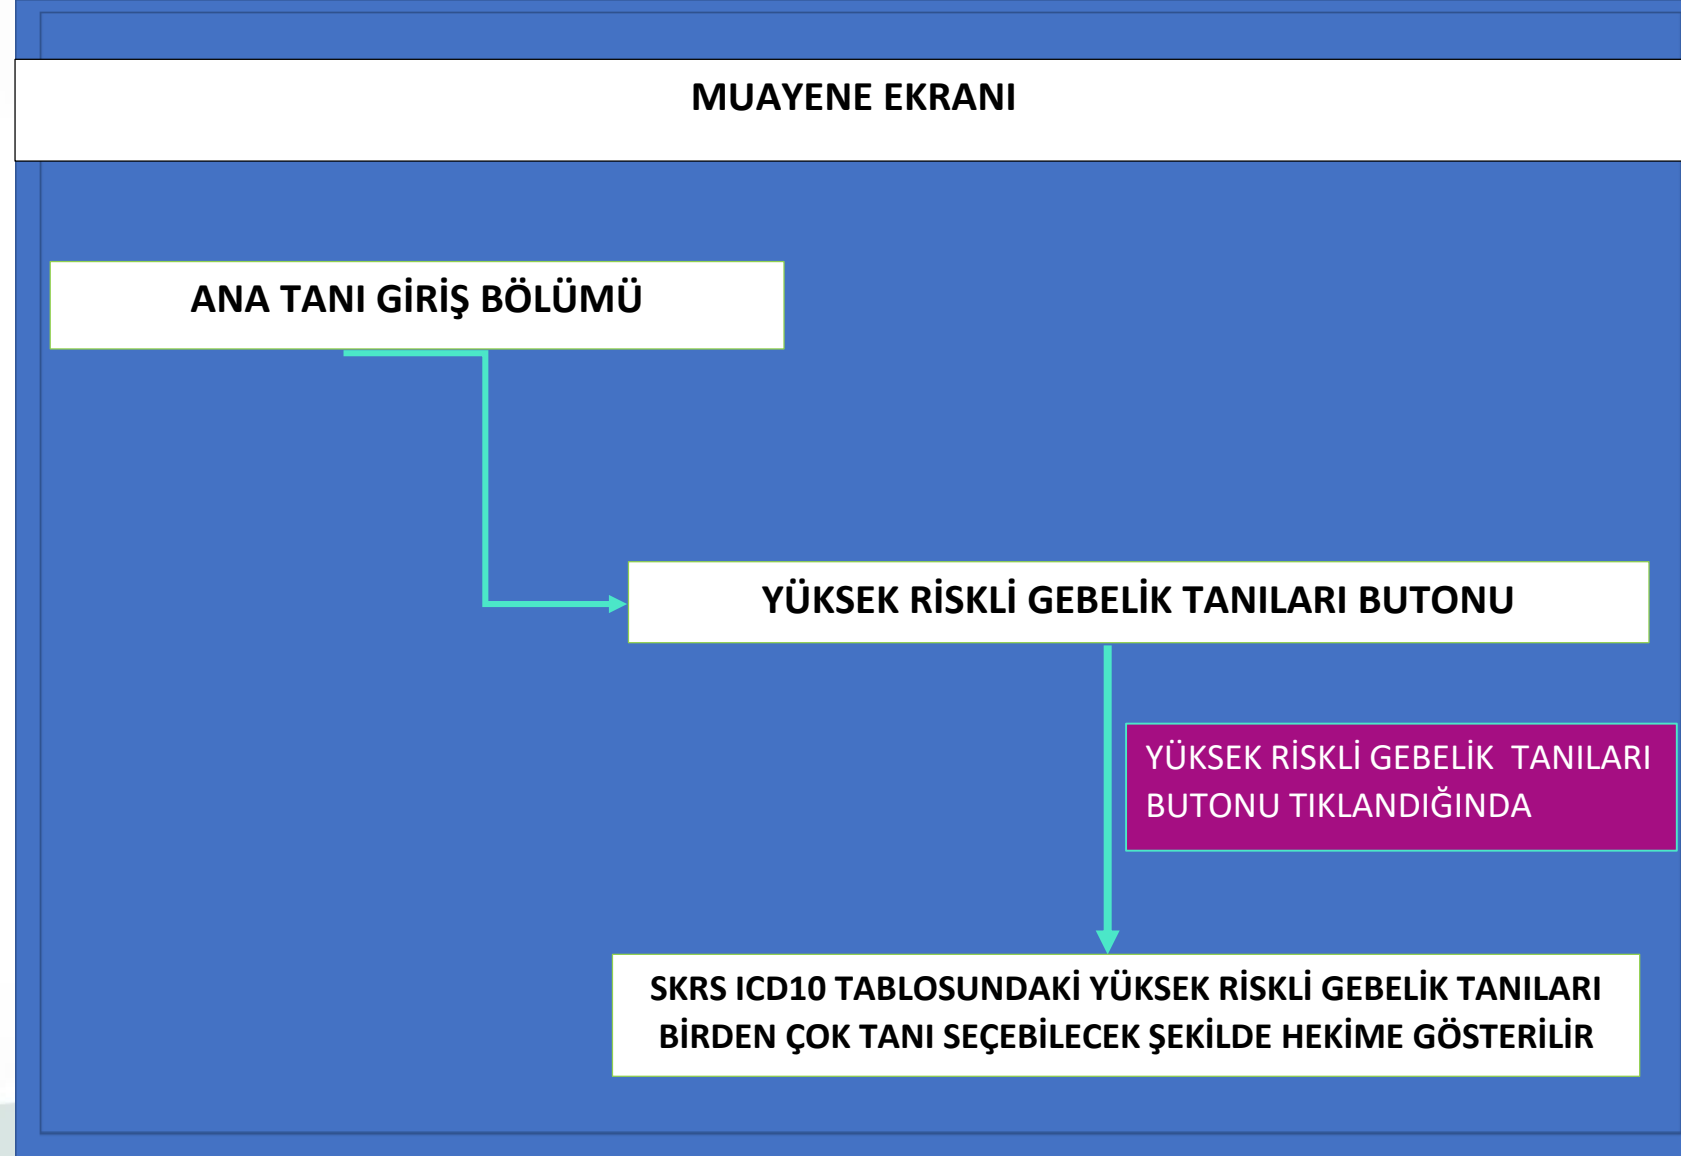 MUAYENE EKRANI
ANA TANI GİRİŞ BÖLÜMÜ
YÜKSEK RİSKLİ GEBELİK TANILARI BUTONU
YÜKSEK RİSKLİ GEBELİK TANILARI
BUTONU TIKLANDIĞINDA
SKRS ICD10 TABLOSUNDAKİ YÜKSEK RİSKLİ GEBELİK TANILARI
BİRDEN ÇOK TANI SEÇEBİLECEK ŞEKİLDE HEKİME GÖSTERİLİR